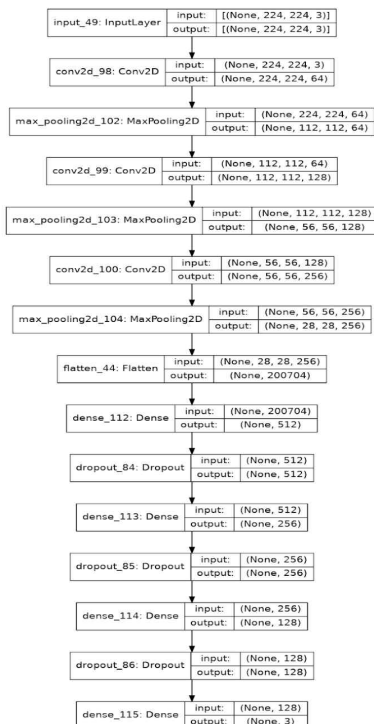 input_49: InputLayer input: [(None, 224, 224, 3)]
output: [(None, 224, 224, 3)]
conv2d_98: Conv2D input: (None, 224, 224, 3)
output: (None, 224, 224, 64)
max_pooling2d_102: MaxPooling2D input: (None, 224, 224, 64)
output: (None, 112, 112, 64)
conv2d_99: Conv2D input: (None, 112, 112, 64)
output: (None, 112, 112, 128)
max_pooling2d_103: MaxPooling2D input: (None, 112, 112, 128)
output: (None, 56, 56, 128)
conv2d_100: Conv2D input: (None, 56, 56, 128)
output: (None, 56, 56, 256)
max_pooling2d_104: MaxPooling2D input: (None, 56, 56, 256)
output: (None, 28, 28, 256)
flatten_44: Flatten input: (None, 28, 28, 256)
output: (None, 200704)
dense_112: Dense input: (None, 200704)
output: (None, 512)
dropout_84: Dropout input: (None, 512)
output: (None, 512)
dense_113: Dense input: (None, 512)
output: (None, 256)
dropout_85: Dropout input: (None, 256)
output: (None, 256)
dense_114: Dense input: (None, 256)
output: (None, 128)
dropout_86: Dropout input: (None, 128)
output: (None, 128)
dense_115: Dense input: (None, 128)
output: (None, 3)